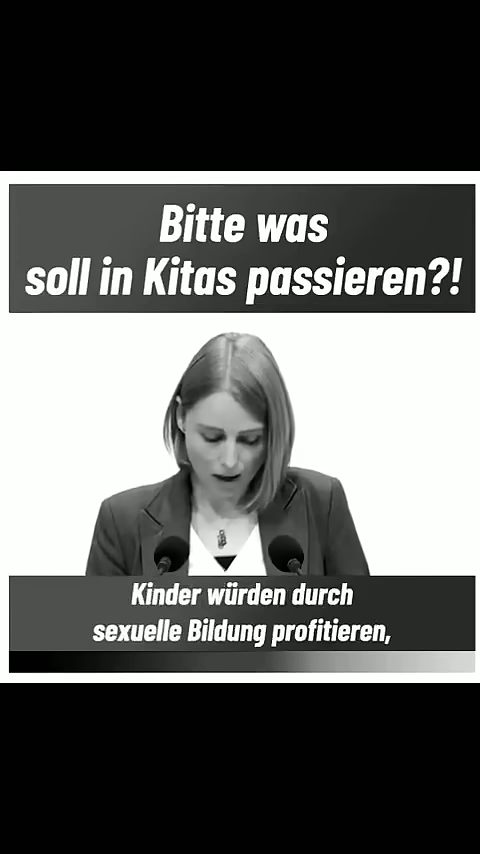 Bitte was
soll in Kitas passieren?!
Kinder würden durch
sexuelle Bildung profitieren,